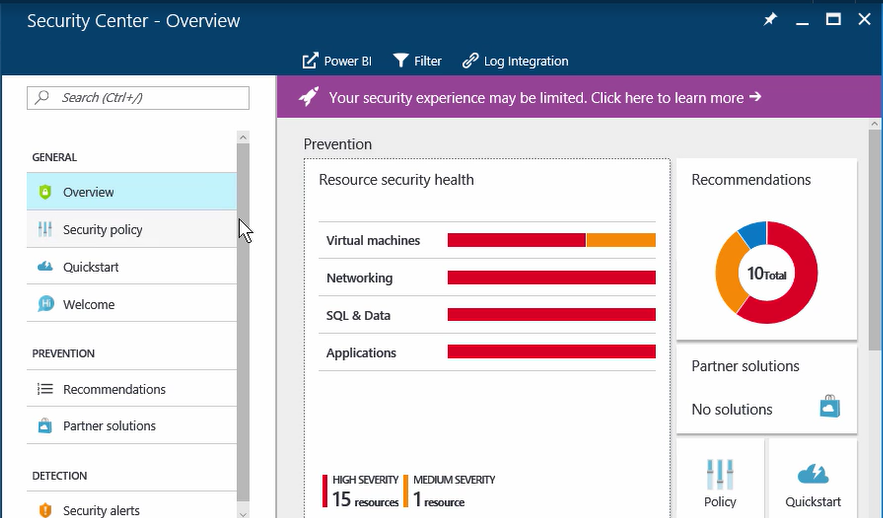 Security Center - Overview
Power BI
Filter
Log Integration
Search (Ctrl+/)
Your security experience may be limited. Click here to learn more →
GENERAL
Overview
Security policy
Quickstart
Hi
Welcome
PREVENTION
Recommendations
Partner solutions
DETECTION
Security alerts
Prevention
Resource security health
Virtual machines
Networking
SQL & Data
Applications
HIGH SEVERITY
15 resources
MEDIUM SEVERITY
1 resource
Recommendations
10 Total
Partner solutions
No solutions
Policy
Quickstart